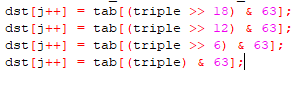 dst[j++] = tab[(triple >> 18) & 63];
dst[j++] = tab[(triple >> 12) & 63];
dst[j++] = tab[(triple >> 6) & 63];
dst[j++] = tab[(triple) & 63];